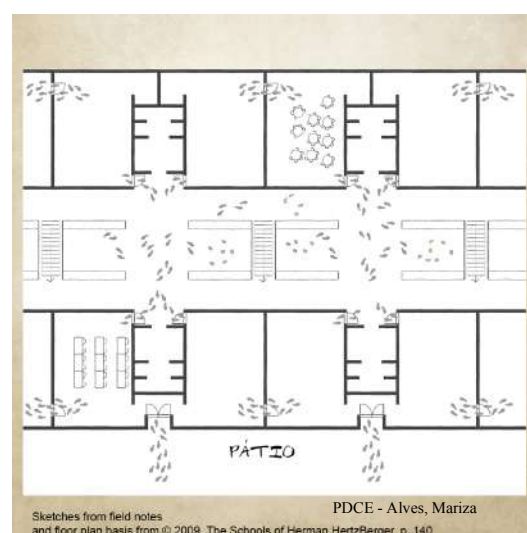 PÁTIO
PDCE - Alves, Mariza
Sketches from field notes
and floor plan basis from © 2009, The Schools of Herman HertzBerger, p. 140